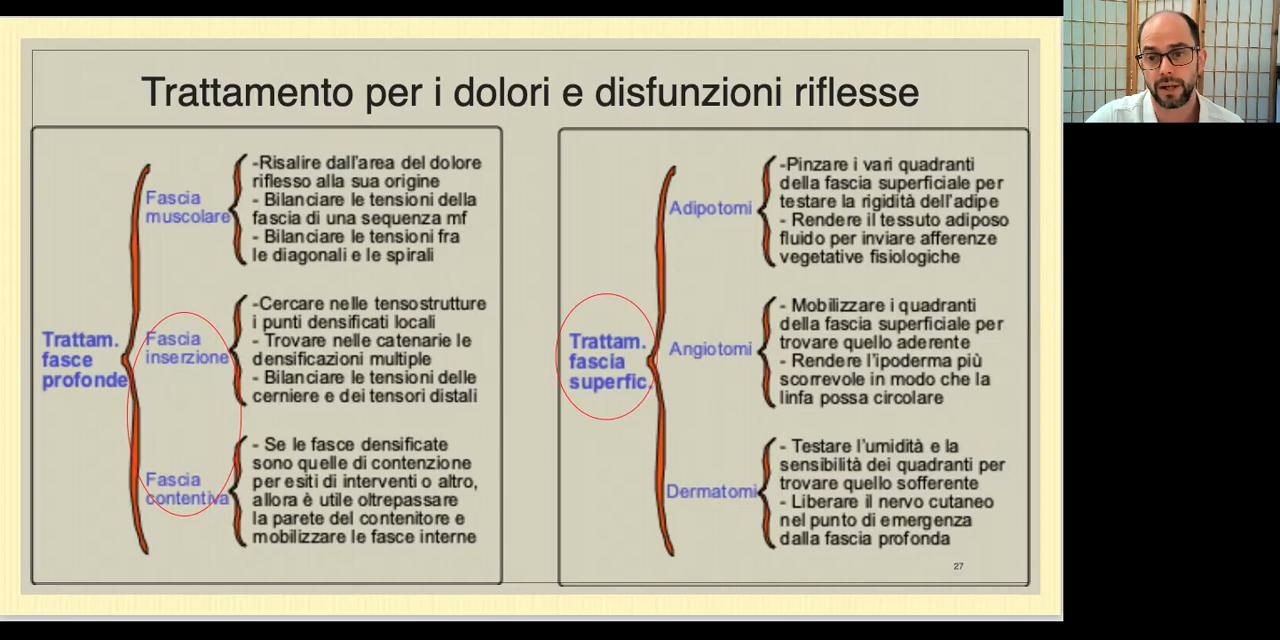 Trattamento per i dolori e disfunzioni riflesse
Trattam.
fasce
profonde
Fascia
muscolare
-Risalire dall'area del dolore
riflesso alla sua origine
- Bilanciare le tensioni della
fascia di una sequenza mf
- Bilanciare le tensioni fra
le diagonali e le spirali
Fascia
inserzione
-Cercare nelle tensostrutture
i punti densificati locali
- Trovare nelle catenarie le
densificazioni multiple
- Bilanciare le tensioni delle
cerniere e dei tensori distali
Fascia
contentiva
- Se le fasce densificate
sono quelle di contenzione
per esiti di interventi o altro,
allora è utile oltrepassare
la parete del contenitore e
mobilizzare le fasce interne
Trattam.
fascia
superfic.
Adipotomi
-Pinzare i vari quadranti
della fascia superficiale per
testare la rigidità dell'adipe
- Rendere il tessuto adiposo
fluido per inviare afferenze
vegetative fisiologiche
Angiotomi
- Mobilizzare i quadranti
della fascia superficiale per
trovare quello aderente
- Rendere l'ipoderma più
scorrevole in modo che la
linfa possa circolare
Dermatomi
- Testare l'umidità e la
sensibilità dei quadranti per
trovare quello sofferente
- Liberare il nervo cutaneo
nel punto di emergenza
dalla fascia profonda
27